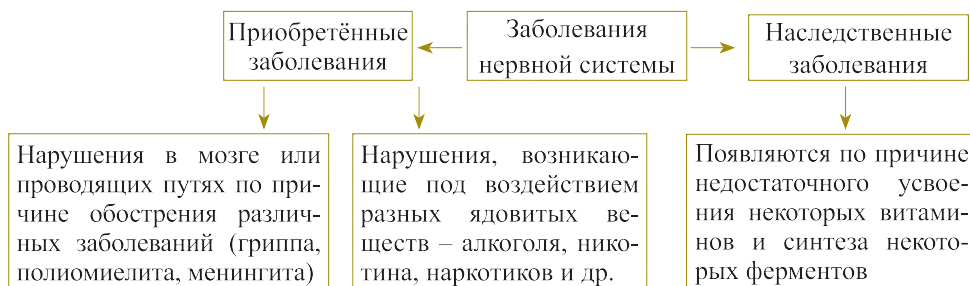 Приобретённые
заболевания
Заболевания
нервной системы
Наследственные
заболевания
Нарушения в мозге или
проводящих путях по при-
чине обострения различ-
ных заболеваний (гриппа,
полиомиелита, менингита)
Нарушения, возникаю-
щие под воздействием
разных ядовитых ве-
ществ – алкоголя, нико-
тина, наркотиков и др.
Появляются по причине
недостаточного усвое-
ния некоторых витами-
нов и синтеза некото-
рых ферментов